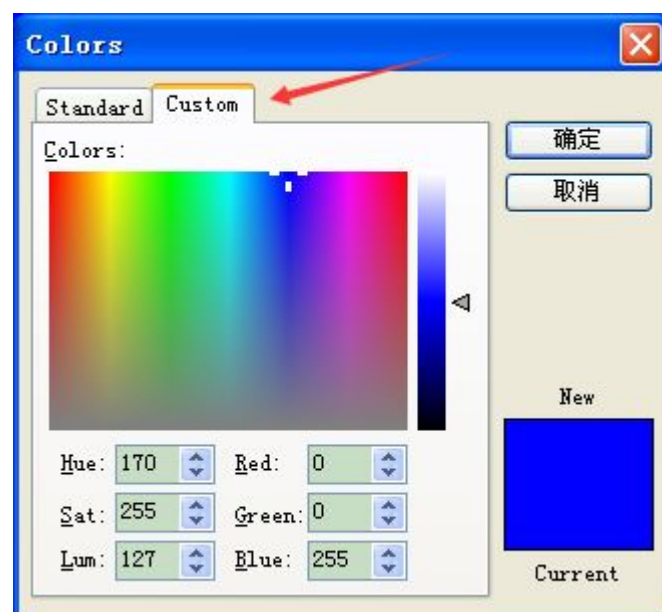 Colors
Standard Custom
Colors:
确定
取消
New
Hue: 170 Red: 0
Sat: 255 Green: 0
Lum: 127 Blue: 255
Current